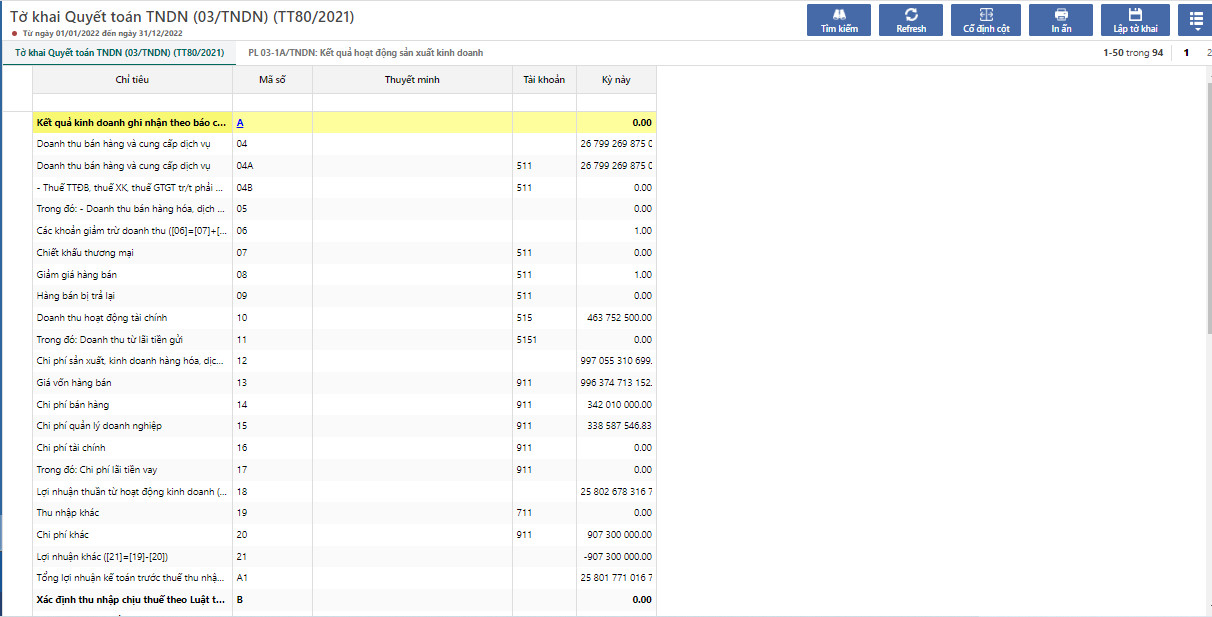 Tờ khai Quyết toán TNDN (03/TNDN) (TT80/2021)
Từ ngày 01/01/2022 đến ngày 31/12/2022
Tìm kiếm
Refresh
Cố định cột
In ấn
Lập tờ khai
Tờ khai Quyết toán TNDN (03/TNDN) (TT80/2021) PL 03-1A/TNDN: Kết quả hoạt động sản xuất kinh doanh 1-50 trong 94 1 2
Chỉ tiêu Mã số Thuyết minh Tài khoản Kỳ này
Kết quả kinh doanh ghi nhận theo báo c... A 0.00
Doanh thu bán hàng và cung cấp dịch vụ 04 26 799 269 875
Doanh thu bán hàng và cung cấp dịch vụ 04A 511 26 799 269 875
- Thuế TTĐB, thuế XK, thuế GTGT tr/t phải ... 04B 511 0.00
Trong đó: - Doanh thu bán hàng hóa, dịch ... 05 0.00
Các khoản giảm trừ doanh thu ([06]=[07]+[... 06 1.00
Chiết khấu thương mại 07 511 0.00
Giảm giá hàng bán 08 511 1.00
Hàng bán bị trả lại 09 511 0.00
Doanh thu hoạt động tài chính 10 515 463 752 500.00
Trong đó: Doanh thu từ lãi tiền gửi 11 5151 0.00
Chi phí sản xuất, kinh doanh hàng hóa, dịc... 12 997 055 310 699.
Giá vốn hàng bán 13 911 996 374 713 152.
Chi phí bán hàng 14 911 342 010 000.00
Chi phí quản lý doanh nghiệp 15 911 338 587 546.83
Chi phí tài chính 16 911 0.00
Trong đó: Chi phí lãi tiền vay 17 911 0.00
Lợi nhuận thuần từ hoạt động kinh doanh (... 18 25 802 678 316 7
Thu nhập khác 19 711 0.00
Chi phí khác 20 911 907 300 000.00
Lợi nhuận khác ([21]=[19]-[20]) 21 -907 300 000.00
Tổng lợi nhuận kế toán trước thuế thu nhậ... A1 25 801 771 016 7
Xác định thu nhập chịu thuế theo Luật t... B 0.00